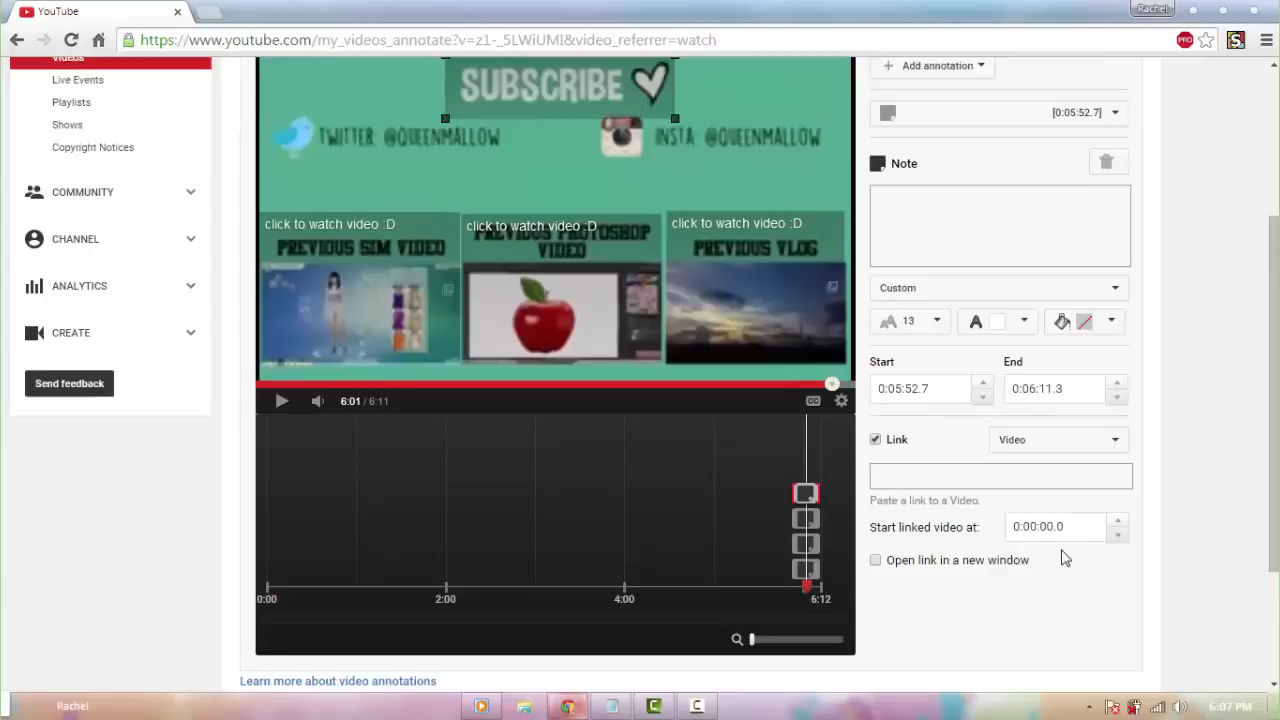 YouTube
Rachel
https://www.youtube.com/my_videos_annotate?v=z1-_5LWiUMI&video_referrer=watch
PRO
S
Videos
Live Events
Playlists
Shows
Copyright Notices
COMMUNITY
CHANNEL
ANALYTICS
CREATE
Send feedback
SUBSCRIBE
TWITTER: @QUEENMALLOW
INSTA: @QUEENMALLOW
click to watch video :D
PREVIOUS SIM VIDEO
click to watch video :D
PREVIOUS PHOTOSHOP
VIDEO
click to watch video :D
PREVIOUS VLOG
6:01 / 6:11
CC
0:00
2:00
4:00
6:12
Learn more about video annotations
+ Add annotation
[0:05:52.7]
Note
Custom
AA 13
A
Start
End
0:05:52.7
0:06:11.3
Link
Video
Paste a link to a Video.
Start linked video at:
0:00:00.0
Open link in a new window
Rachel
6:07 PM